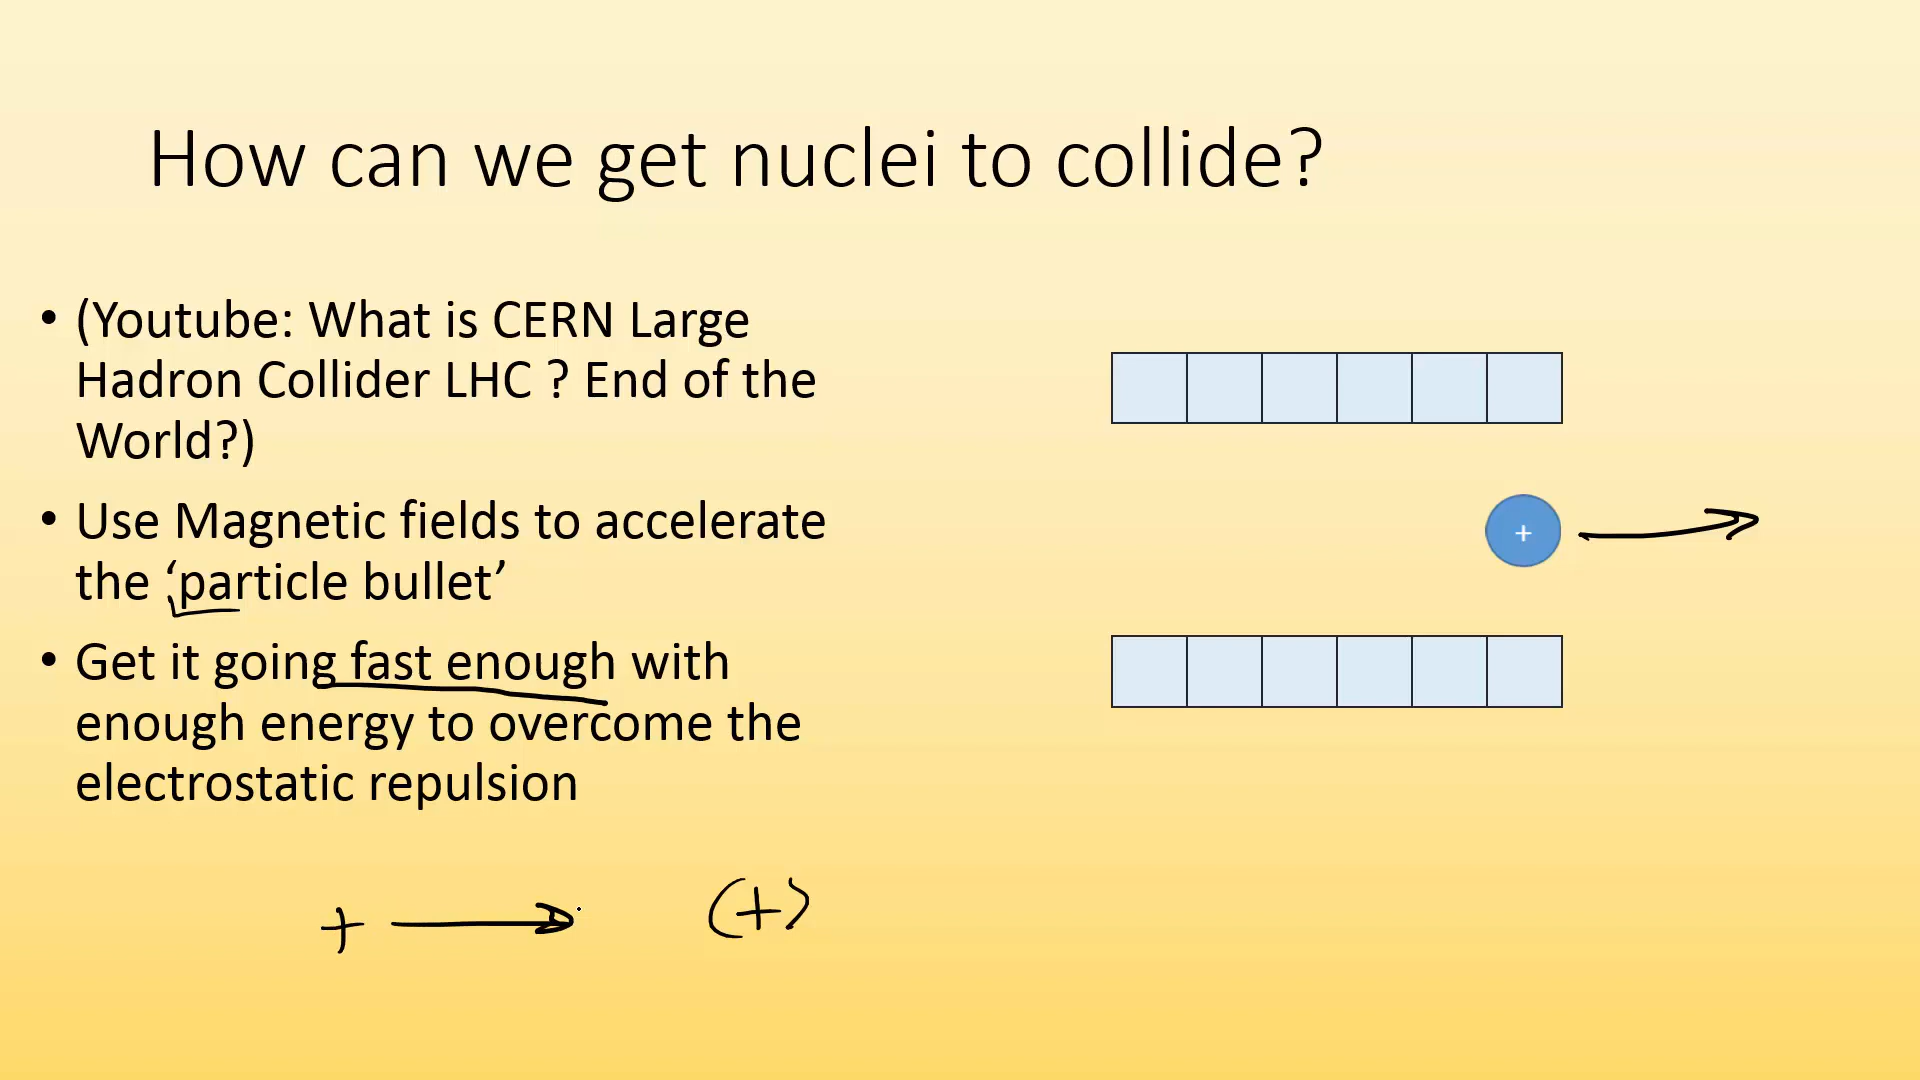 How can we get nuclei to collide?
• (Youtube: What is CERN Large
Hadron Collider LHC ? End of the
World?)
• Use Magnetic fields to accelerate
the ‘particle bullet’
• Get it going fast enough with
enough energy to overcome the
electrostatic repulsion
+
+ (+)